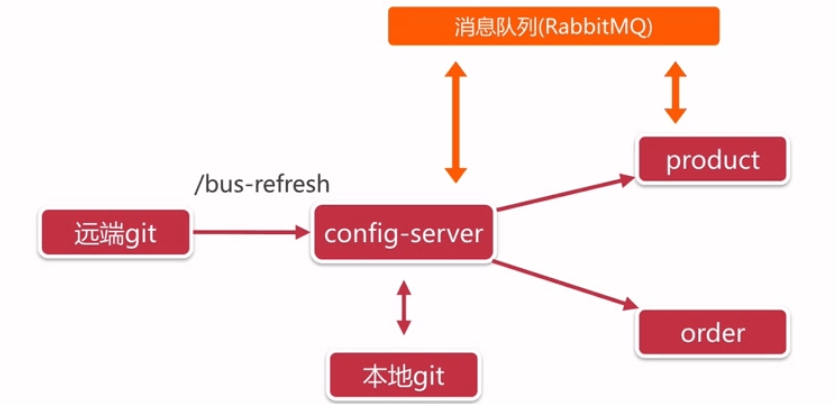 消息队列(RabbitMQ)
product
/bus-refresh
远端git
config-server
order
本地git